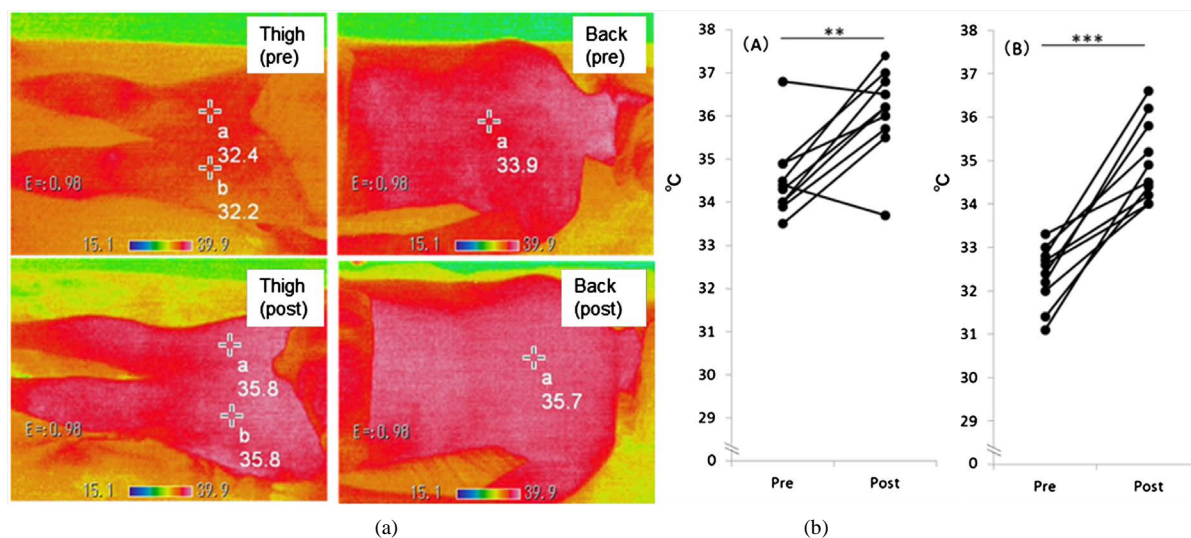 Thigh
(pre)
a
32.4
b
32.2
E=:0.98
15.1
39.9
Back
(pre)
a
33.9
E=:0.98
15.1
39.9
Thigh
(post)
a
35.8
b
35.8
E=:0.98
15.1
39.9
Back
(post)
a
35.7
E=:0.98
15.1
39.9
(a)
(A)
**
℃
38
37
36
35
34
33
32
31
30
29
0
Pre
Post
(B)
***
℃
38
37
36
35
34
33
32
31
30
29
0
Pre
Post
(b)